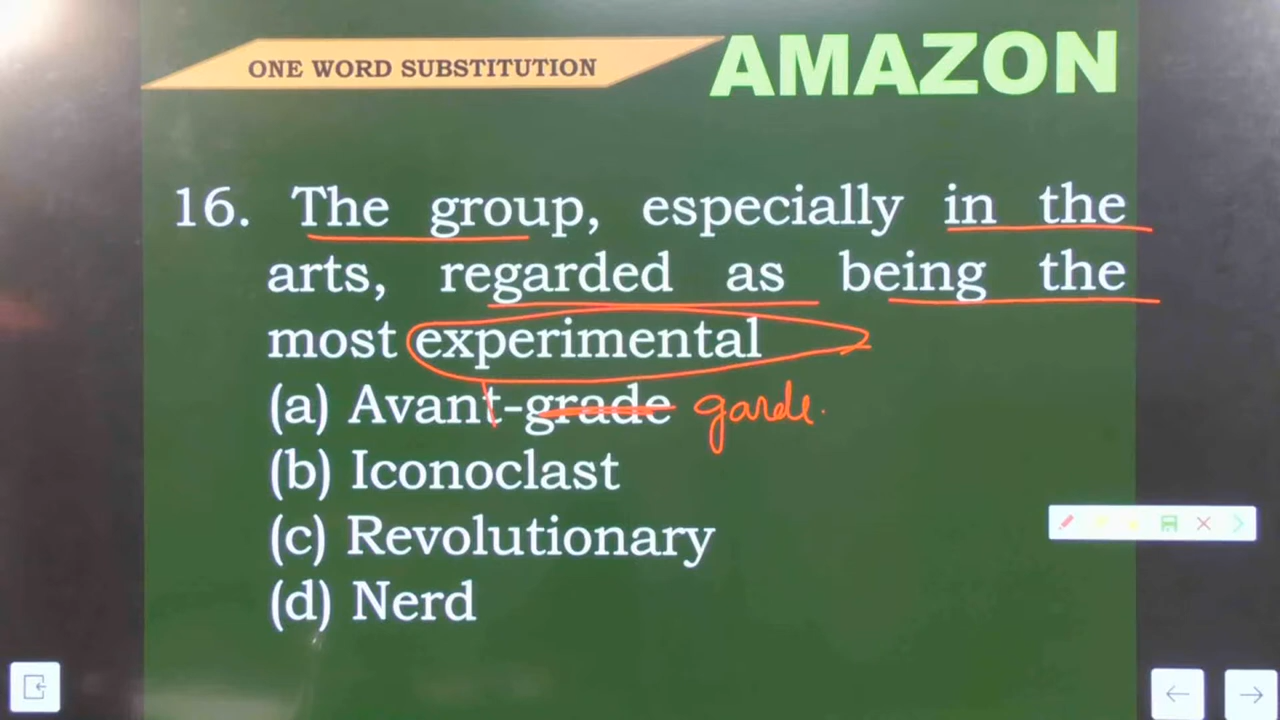 ONE WORD SUBSTITUTION
AMAZON
16. The group, especially in the
arts, regarded as being the
most experimental
(a) Avant-grade garde.
(b) Iconoclast
(c) Revolutionary
(d) Nerd